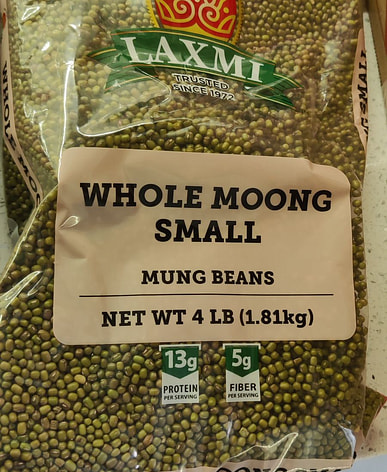 LAXMI
TRUSTED
SINCE 1972
WHOLE MOONG
SMALL
MUNG BEANS
NET WT 4 LB (1.81kg)
13g
PROTEIN
PER SERVING
5g
FIBER
PER SERVING